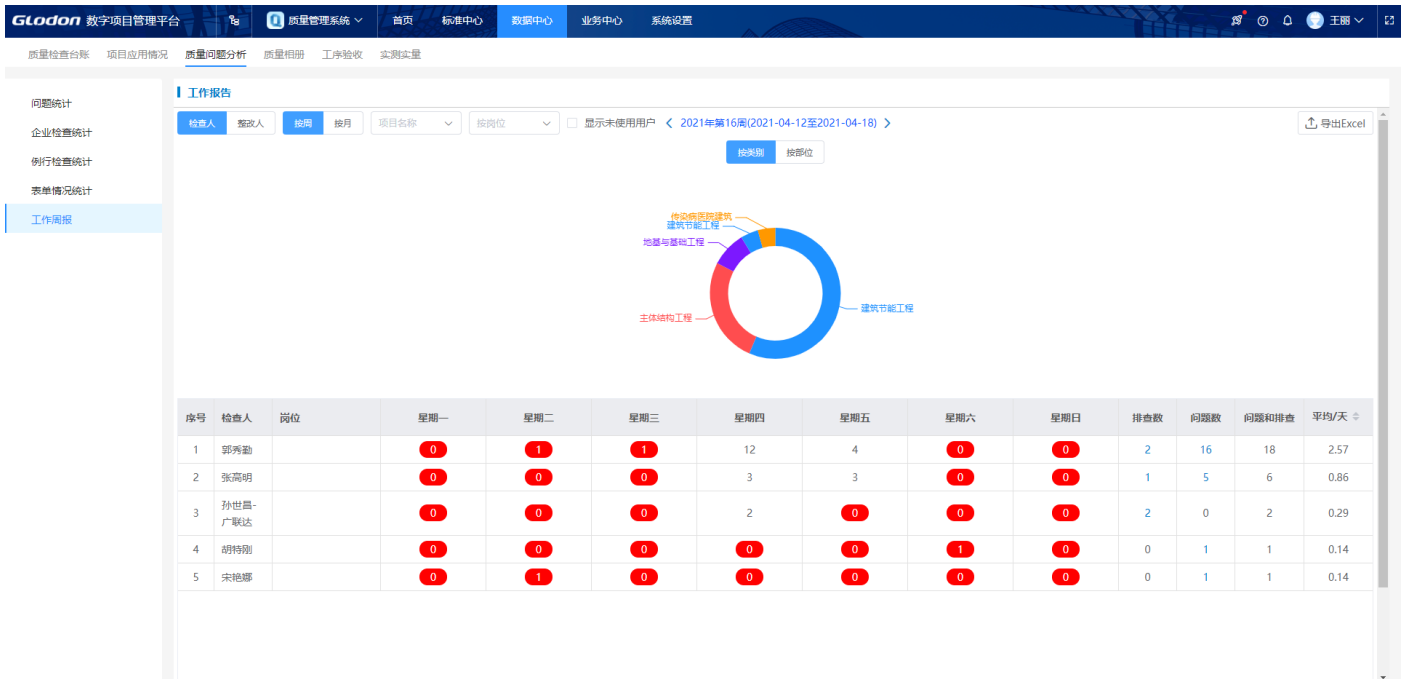 GLodon 数字项目管理平台 质量管理系统 首页 标准中心 数据中心 业务中心 系统设置 王丽
质量检查台账 项目应用情况 质量问题分析 质量相册 工序验收 实测实量
问题统计
企业检查统计
例行检查统计
表单情况统计
工作周报
工作报告
检查人 整改人 按周 按月 项目名称 按岗位 显示未使用用户 2021年第16周(2021-04-12至2021-04-18) 导出Excel
按类别 按部位
传染病医院建筑
建筑节能工程
地基与基础工程
建筑节能工程
主体结构工程
序号 检查人 岗位 星期一 星期二 星期三 星期四 星期五 星期六 星期日 排查数 问题数 问题和排查 平均/天
1 郭秀勤 0 1 1 12 4 0 0 2 16 18 2.57
2 张高明 0 0 0 3 3 0 0 1 5 6 0.86
3 孙世昌- 0 0 0 2 0 0 0 2 0 2 0.29
广联达
4 胡特刚 0 0 0 0 0 1 0 0 1 1 0.14
5 宋艳娜 0 1 0 0 0 0 0 0 1 1 0.14